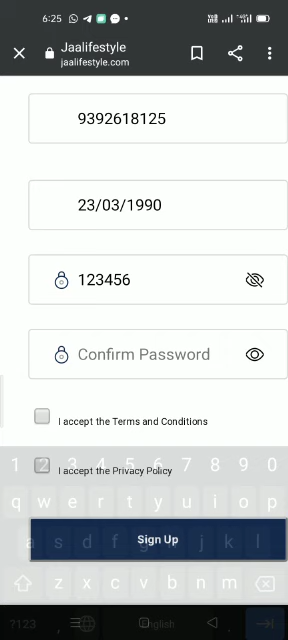 6:25
Jaalifestyle
jaalifestyle.com
9392618125
23/03/1990
123456
Confirm Password
I accept the Terms and Conditions
1 2 3 4 5 6 7 8 9 0
I accept the Privacy Policy
q w e r t y u i o p
a s d f g h j k l
Sign Up
z x c v b n m
?123 , English .